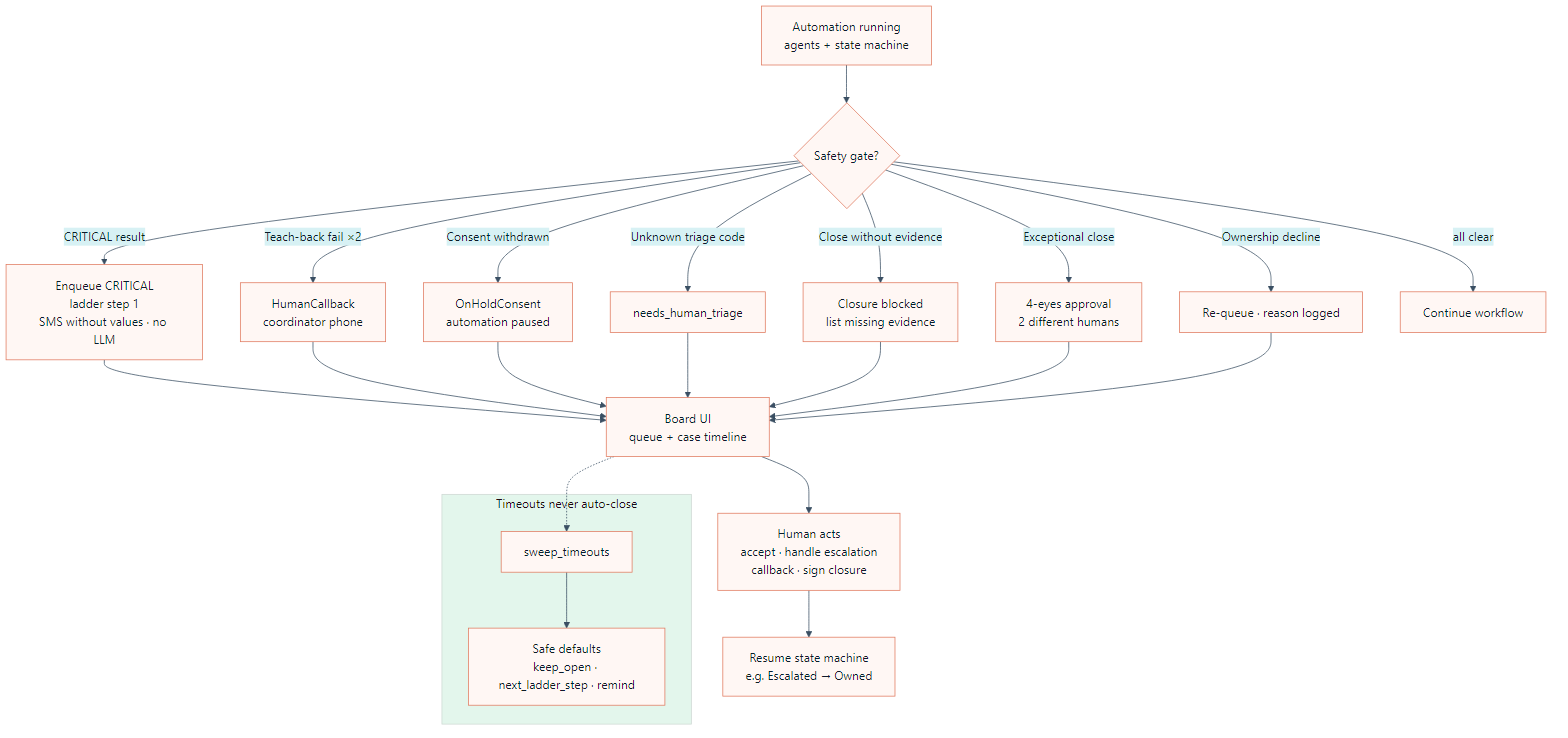 Automation running
agents + state machine
Safety gate?
CRITICAL result
Teach-back fail ×2
Consent withdrawn
Unknown triage code
Close without evidence
Exceptional close
Ownership decline
all clear
Enqueue CRITICAL
ladder step 1
SMS without values · no
LLM
HumanCallback
coordinator phone
OnHoldConsent
automation paused
needs_human_triage
Closure blocked
list missing evidence
4-eyes approval
2 different humans
Re-queue · reason logged
Continue workflow
Board UI
queue + case timeline
Timeouts never auto-close
sweep_timeouts
Safe defaults
keep_open ·
next_ladder_step · remind
Human acts
accept · handle escalation
callback · sign closure
Resume state machine
e.g. Escalated → Owned